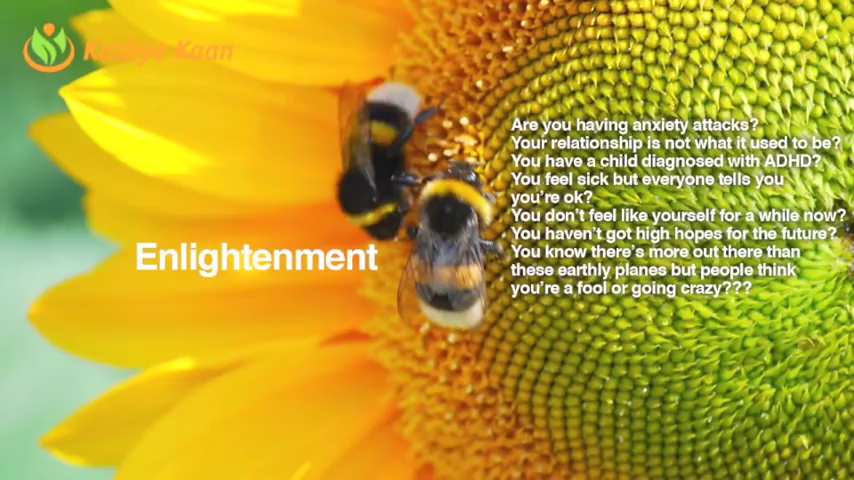 Kathye Kaan
Enlightenment
Are you having anxiety attacks?
Your relationship is not what it used to be?
You have a child diagnosed with ADHD?
You feel sick but everyone tells you
you're ok?
You don't feel like yourself for a while now?
You haven't got high hopes for the future?
You know there's more out there than
these earthly planes but people think
you're a fool or going crazy???